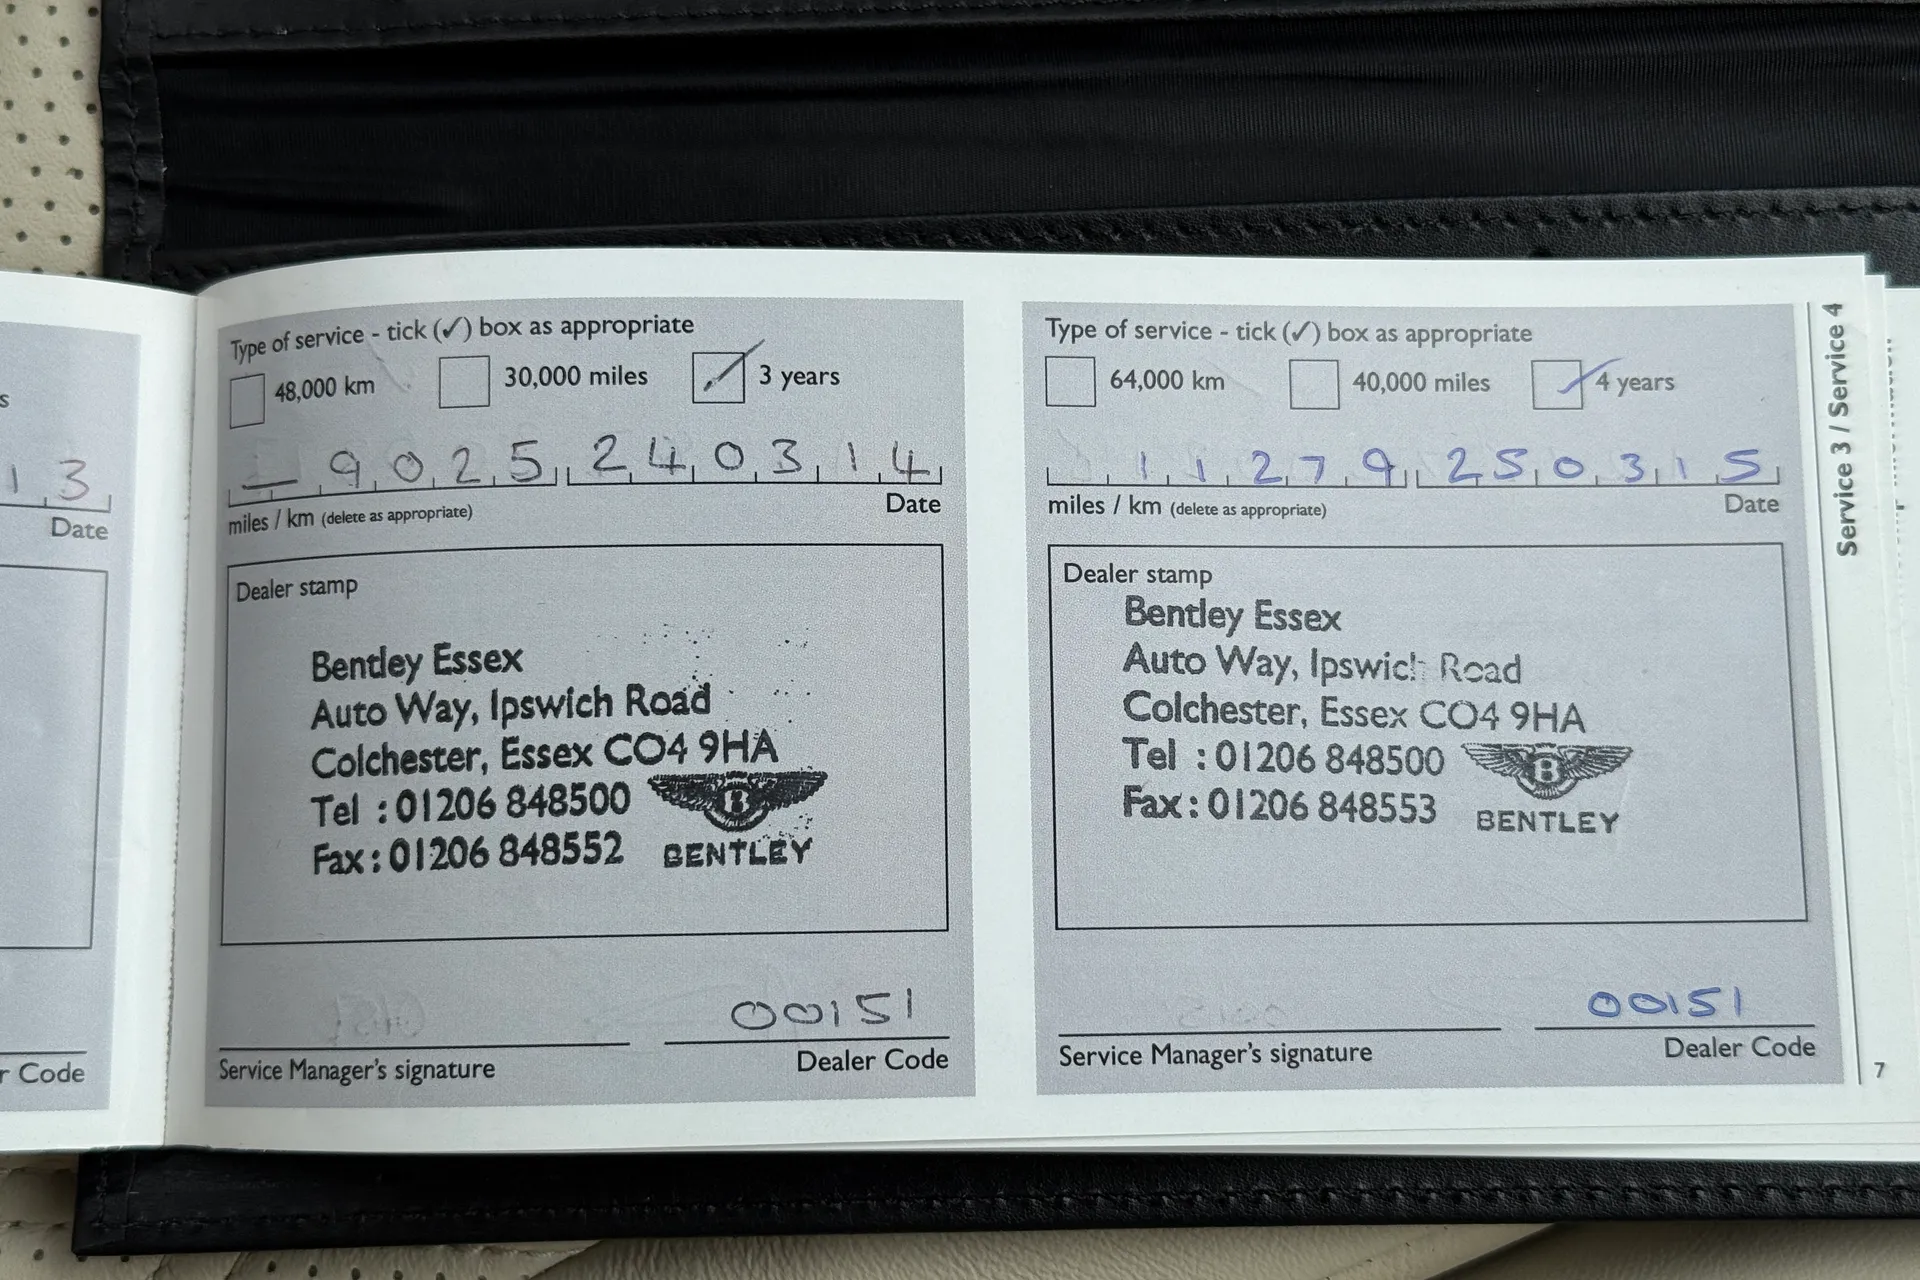 s
13
Date
r Code
Type of service - tick (✓) box as appropriate
48,000 km 30,000 miles ✓ 3 years
– 9025 240314
miles / km (delete as appropriate) Date
Dealer stamp
Bentley Essex
Auto Way, Ipswich Road
Colchester, Essex CO4 9HA
Tel : 01206 848500
Fax : 01206 848552
B
BENTLEY
00151
Service Manager's signature Dealer Code
Type of service - tick (✓) box as appropriate
64,000 km 40,000 miles ✓ 4 years
11279 250315
miles / km (delete as appropriate) Date
Dealer stamp
Bentley Essex
Auto Way, Ipswich Road
Colchester, Essex CO4 9HA
Tel : 01206 848500
Fax : 01206 848553
B
BENTLEY
00151
Service Manager's signature Dealer Code
Service 3 / Service 4
7